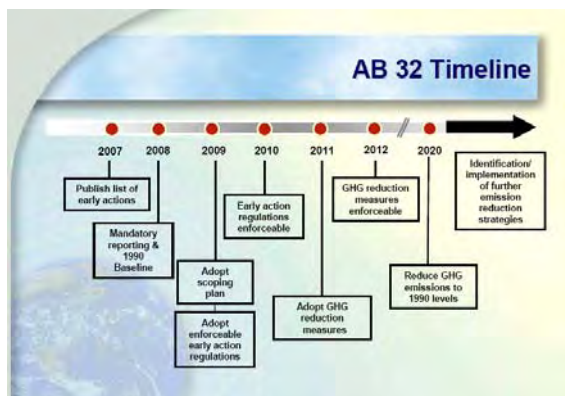 AB 32 Timeline
2007
2008
2009
2010
2011
2012
2020
Publish list of
early actions
Mandatory
reporting & 1990
Baseline
Adopt
scoping
plan
Adopt
enforceable
early action
regulations
Early action
regulations
enforceable
Adopt GHG
reduction
measures
GHG reduction
measures
enforceable
Reduce GHG
emissions to
1990 levels
Identification/
implementation
of further
emission
reduction
strategies